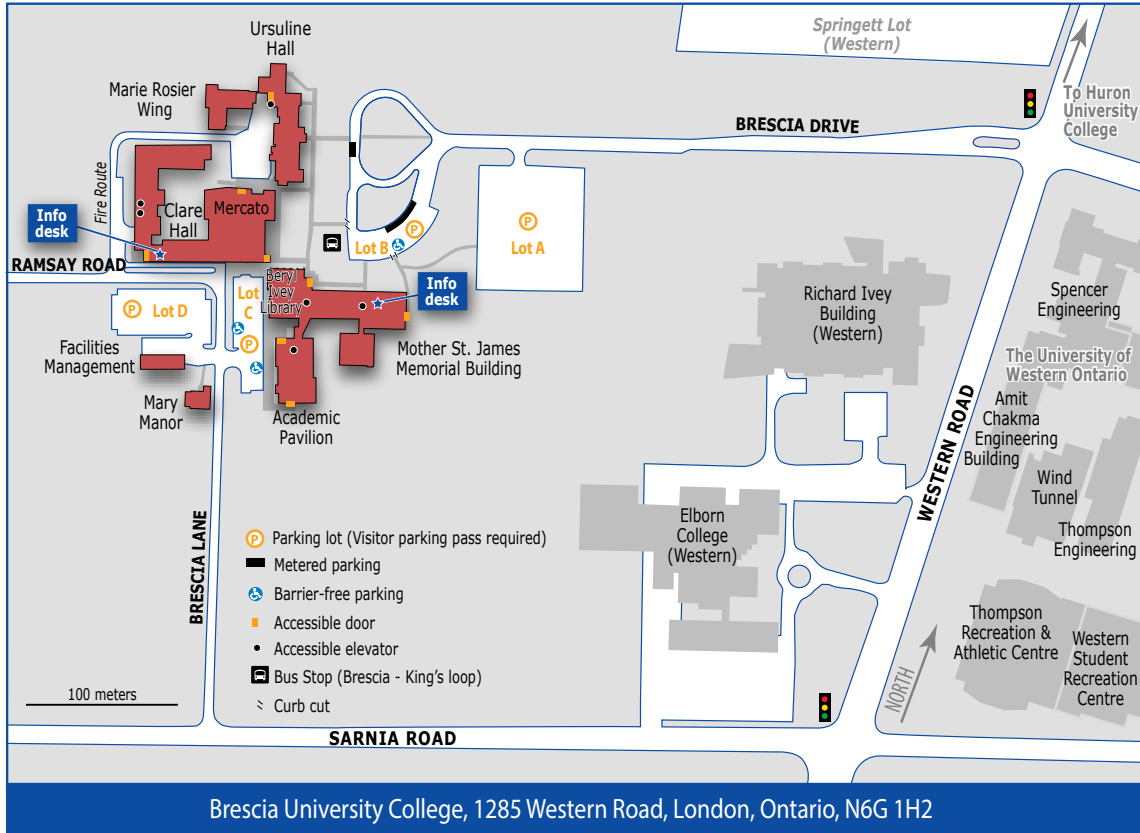 Ursuline
Hall
Springett Lot
(Western)
Marie Rosier
Wing
To Huron
University
College
BRESCIA DRIVE
Fire Route
Clare
Hall
Mercato
Info
desk
P
Lot B
P
Lot A
RAMSAY ROAD
Beryl
Ivey
Library
Info
desk
P
Lot D
Lot
C
P
Richard Ivey
Building
(Western)
Spencer
Engineering
Facilities
Management
Mother St. James
Memorial Building
The University of
Western Ontario
Mary
Manor
Academic
Pavilion
Amit
Chakma
Engineering
Building
WESTERN ROAD
Wind
Tunnel
Elborn
College
(Western)
Thompson
Engineering
BRESCIA LANE
P Parking lot (Visitor parking pass required)
Metered parking
Barrier-free parking
Accessible door
Accessible elevator
Bus Stop (Brescia - King's loop)
Curb cut
Thompson
Recreation &
Athletic Centre
Western
Student
Recreation
Centre
100 meters
NORTH
SARNIA ROAD
Brescia University College, 1285 Western Road, London, Ontario, N6G 1H2